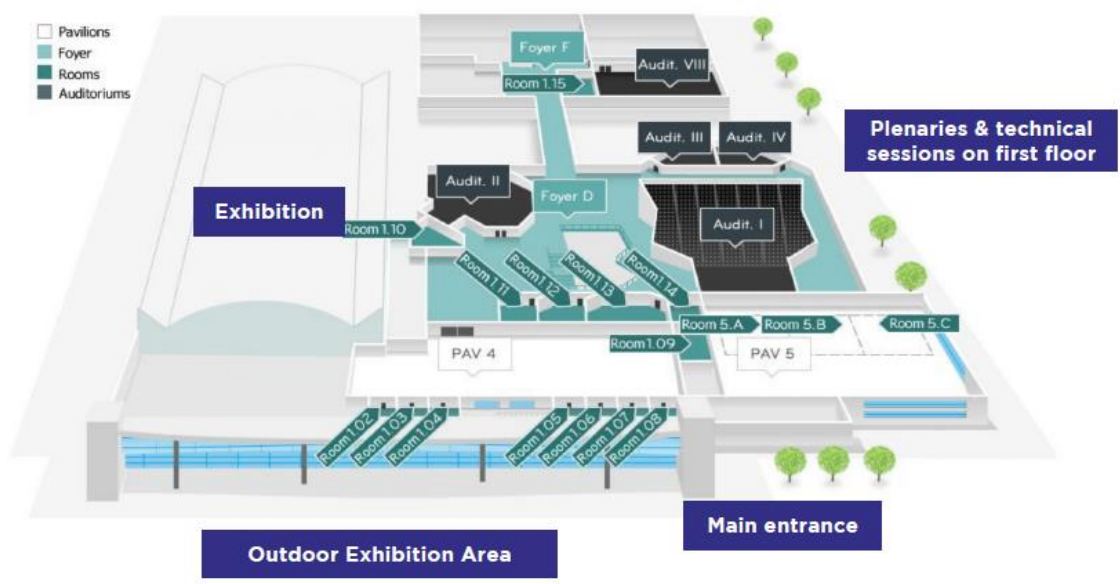 Pavilions
Foyer
Rooms
Auditoriums
Foyer F
Audit. VIII
Room 1.15
Plenaries & technical
sessions on first floor
Audit. III
Audit. IV
Audit. II
Foyer D
Exhibition
Room 1.10
Audit. I
Room 1.11
Room 1.12
Room 1.13
Room 1.14
Room 5.A
Room 5.B
Room 5.C
Room 1.09
PAV 4
PAV 5
Room 1.02
Room 1.03
Room 1.04
Room 1.05
Room 1.06
Room 1.07
Room 1.08
Main entrance
Outdoor Exhibition Area